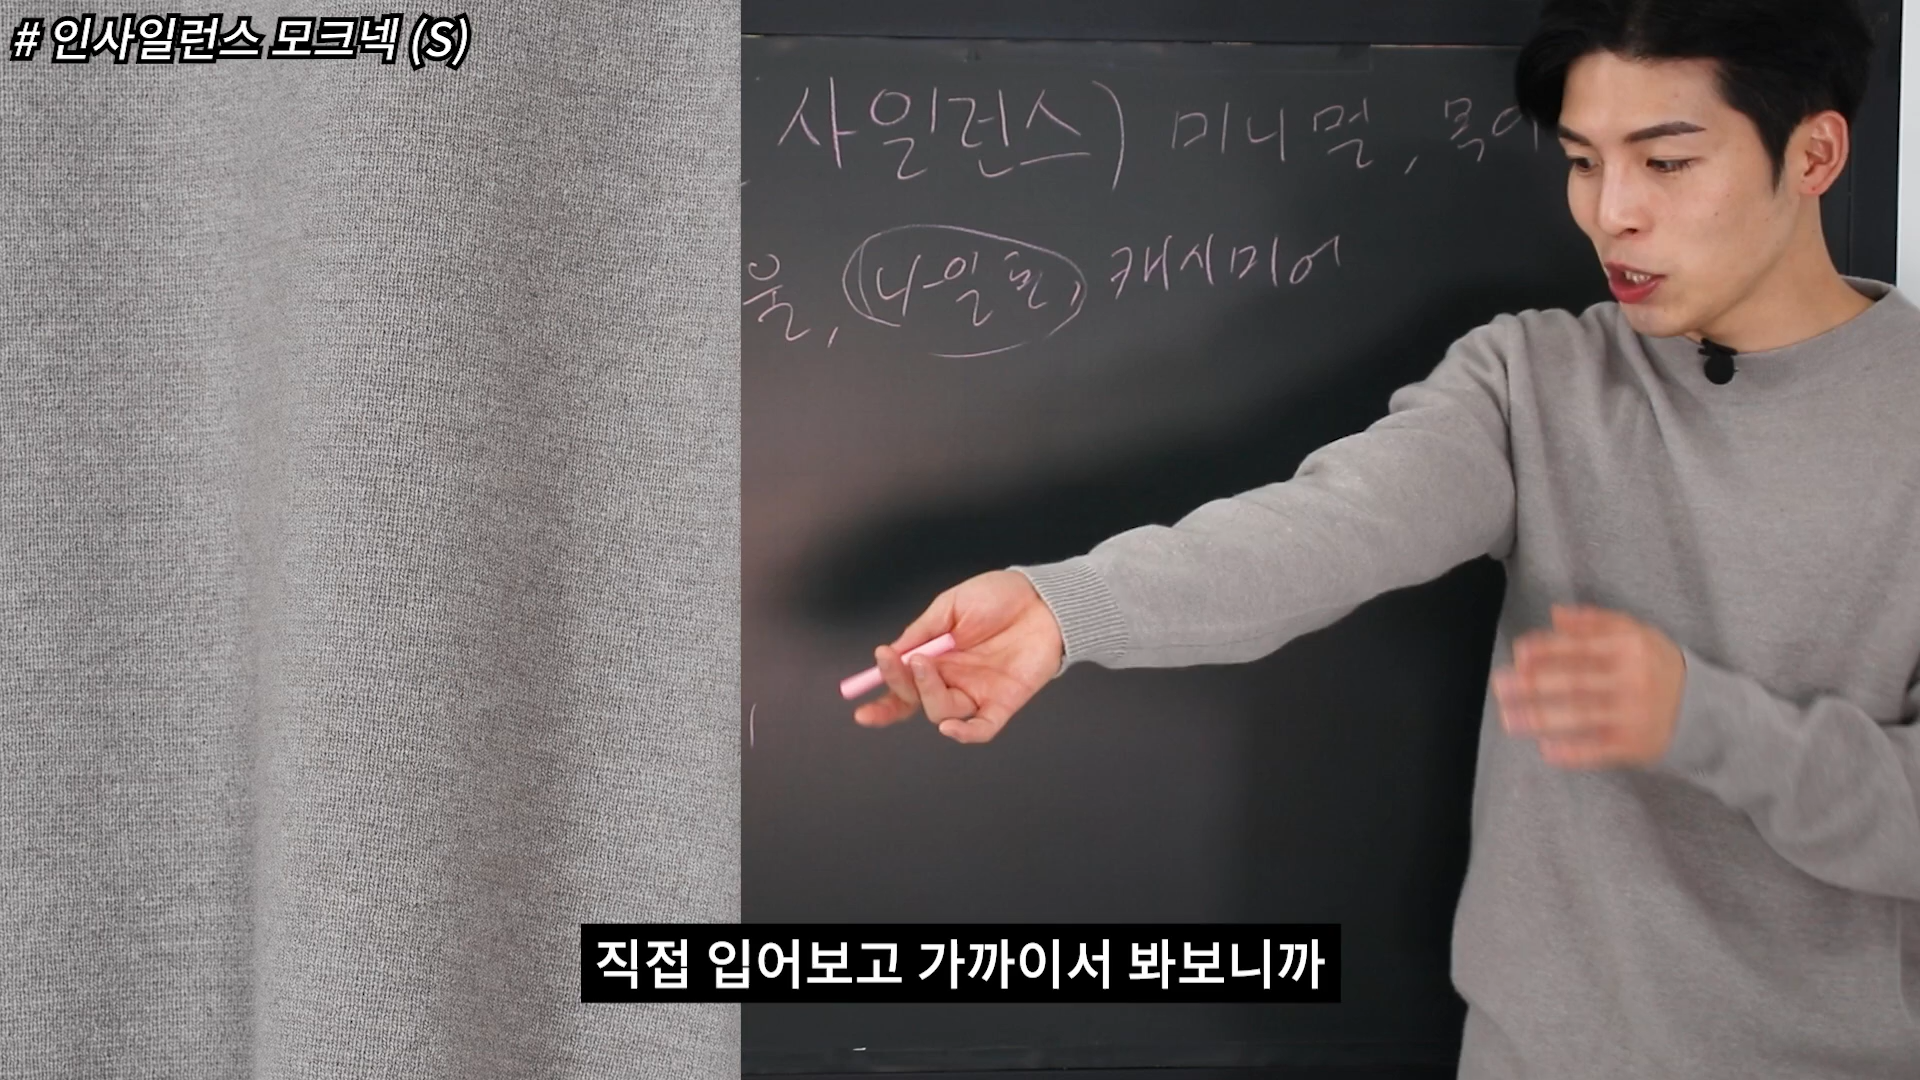 # 인사일런스 모크넥 (S)
사일런스) 미니멀, 목
울, 나일론, 캐시미어
직접 입어보고 가까이서 봐보니까